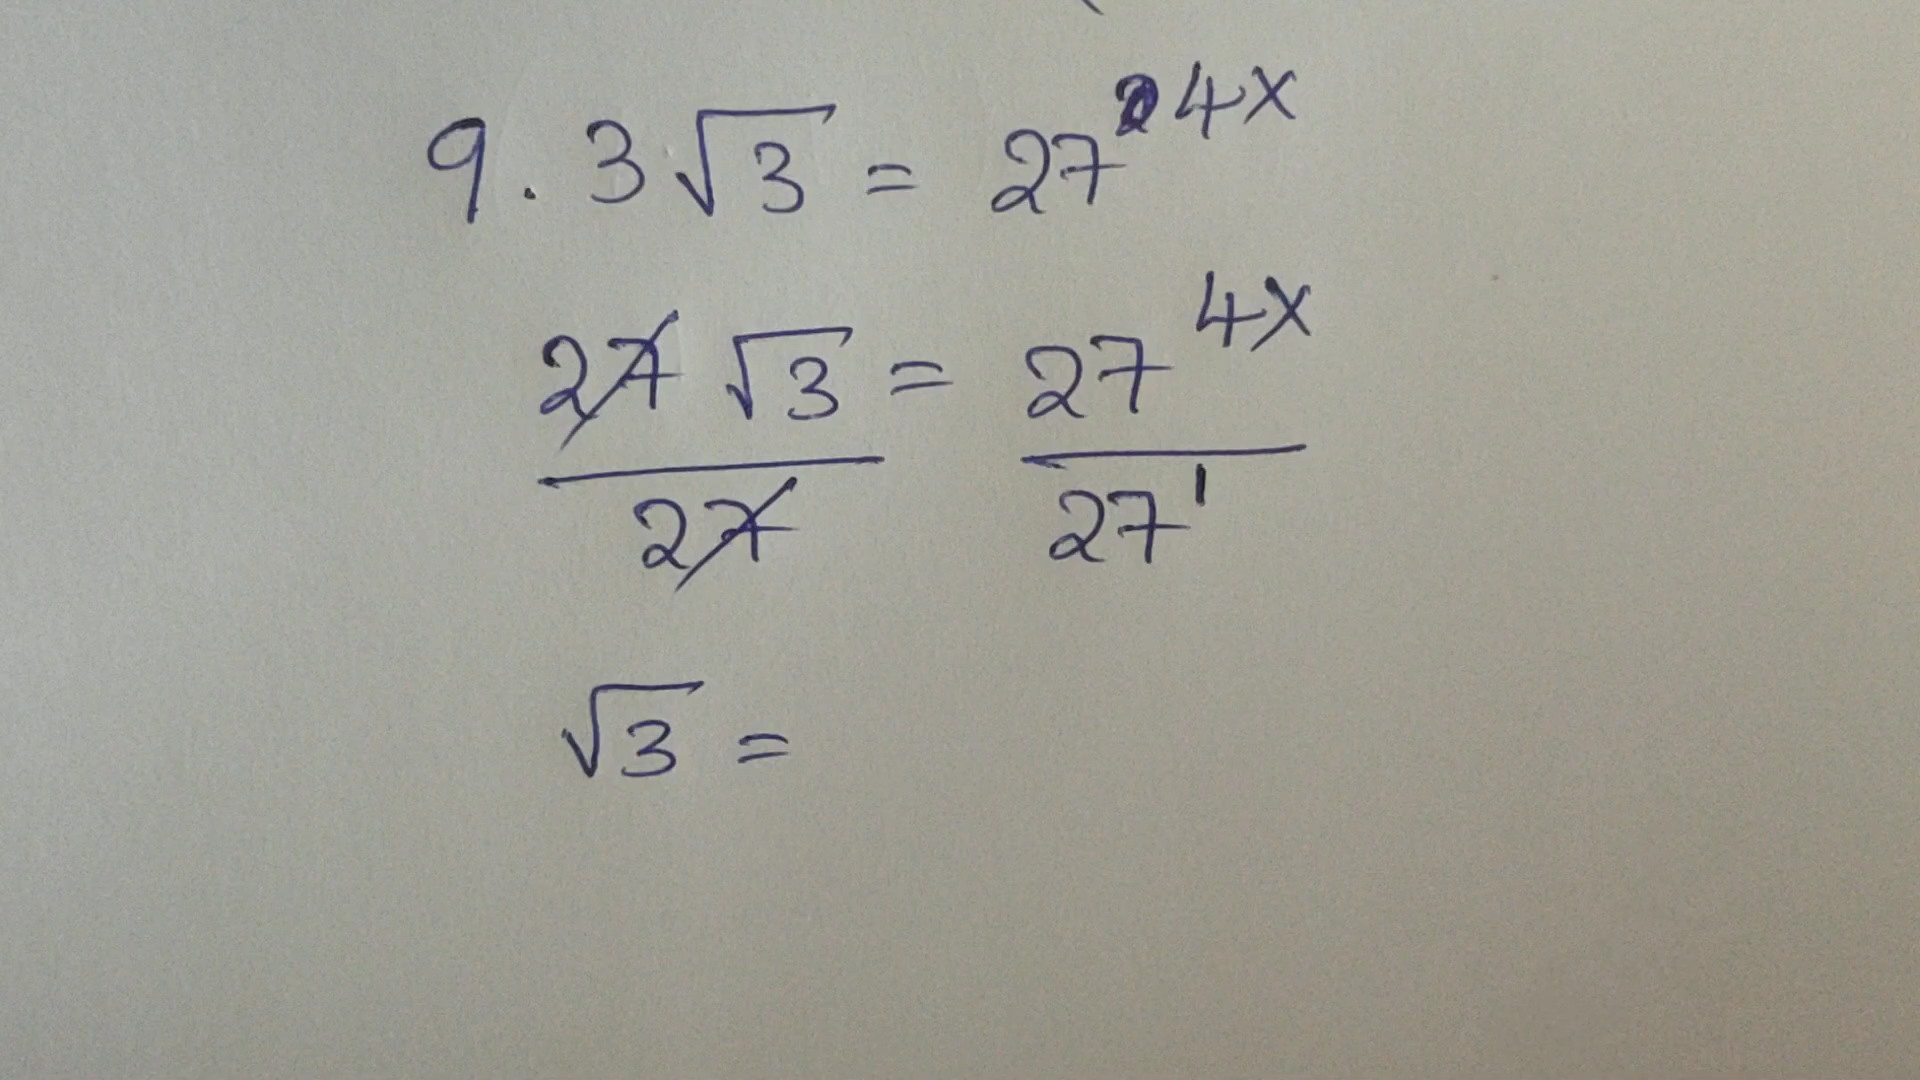 9 . 3√3 = 27^4x
27√3 = 27^4x
27 27^1
√3 =